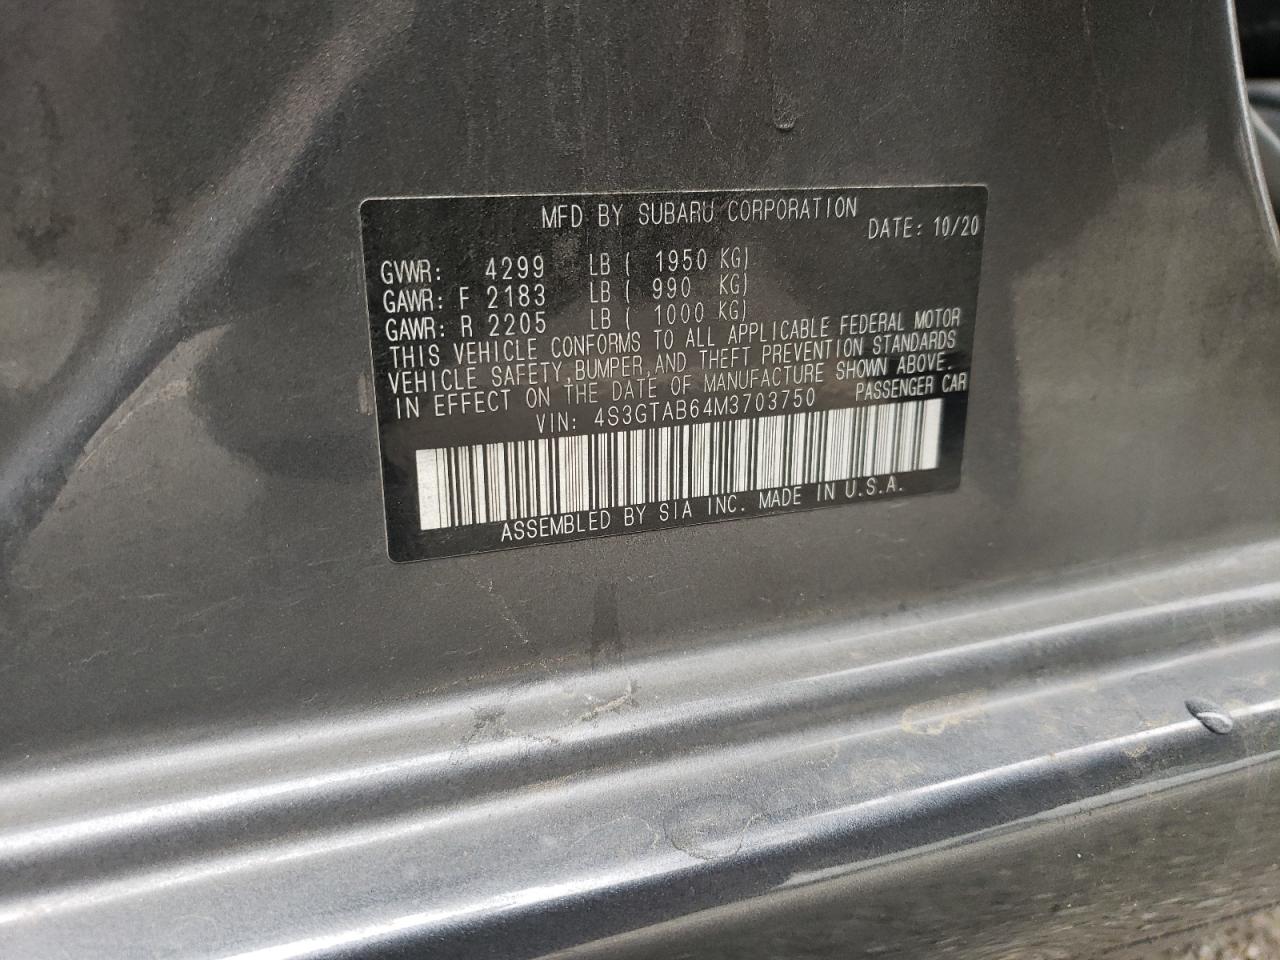 MFD BY SUBARU CORPORATION
DATE: 10/20
GVWR: 4299 LB ( 1950 KG)
GAWR: F 2183 LB ( 990 KG)
GAWR: R 2205 LB ( 1000 KG)
THIS VEHICLE CONFORMS TO ALL APPLICABLE FEDERAL MOTOR
VEHICLE SAFETY, BUMPER, AND THEFT PREVENTION STANDARDS
IN EFFECT ON THE DATE OF MANUFACTURE SHOWN ABOVE.
VIN: 4S3GTAB64M3703750 PASSENGER CAR
ASSEMBLED BY SIA INC. MADE IN U.S.A.